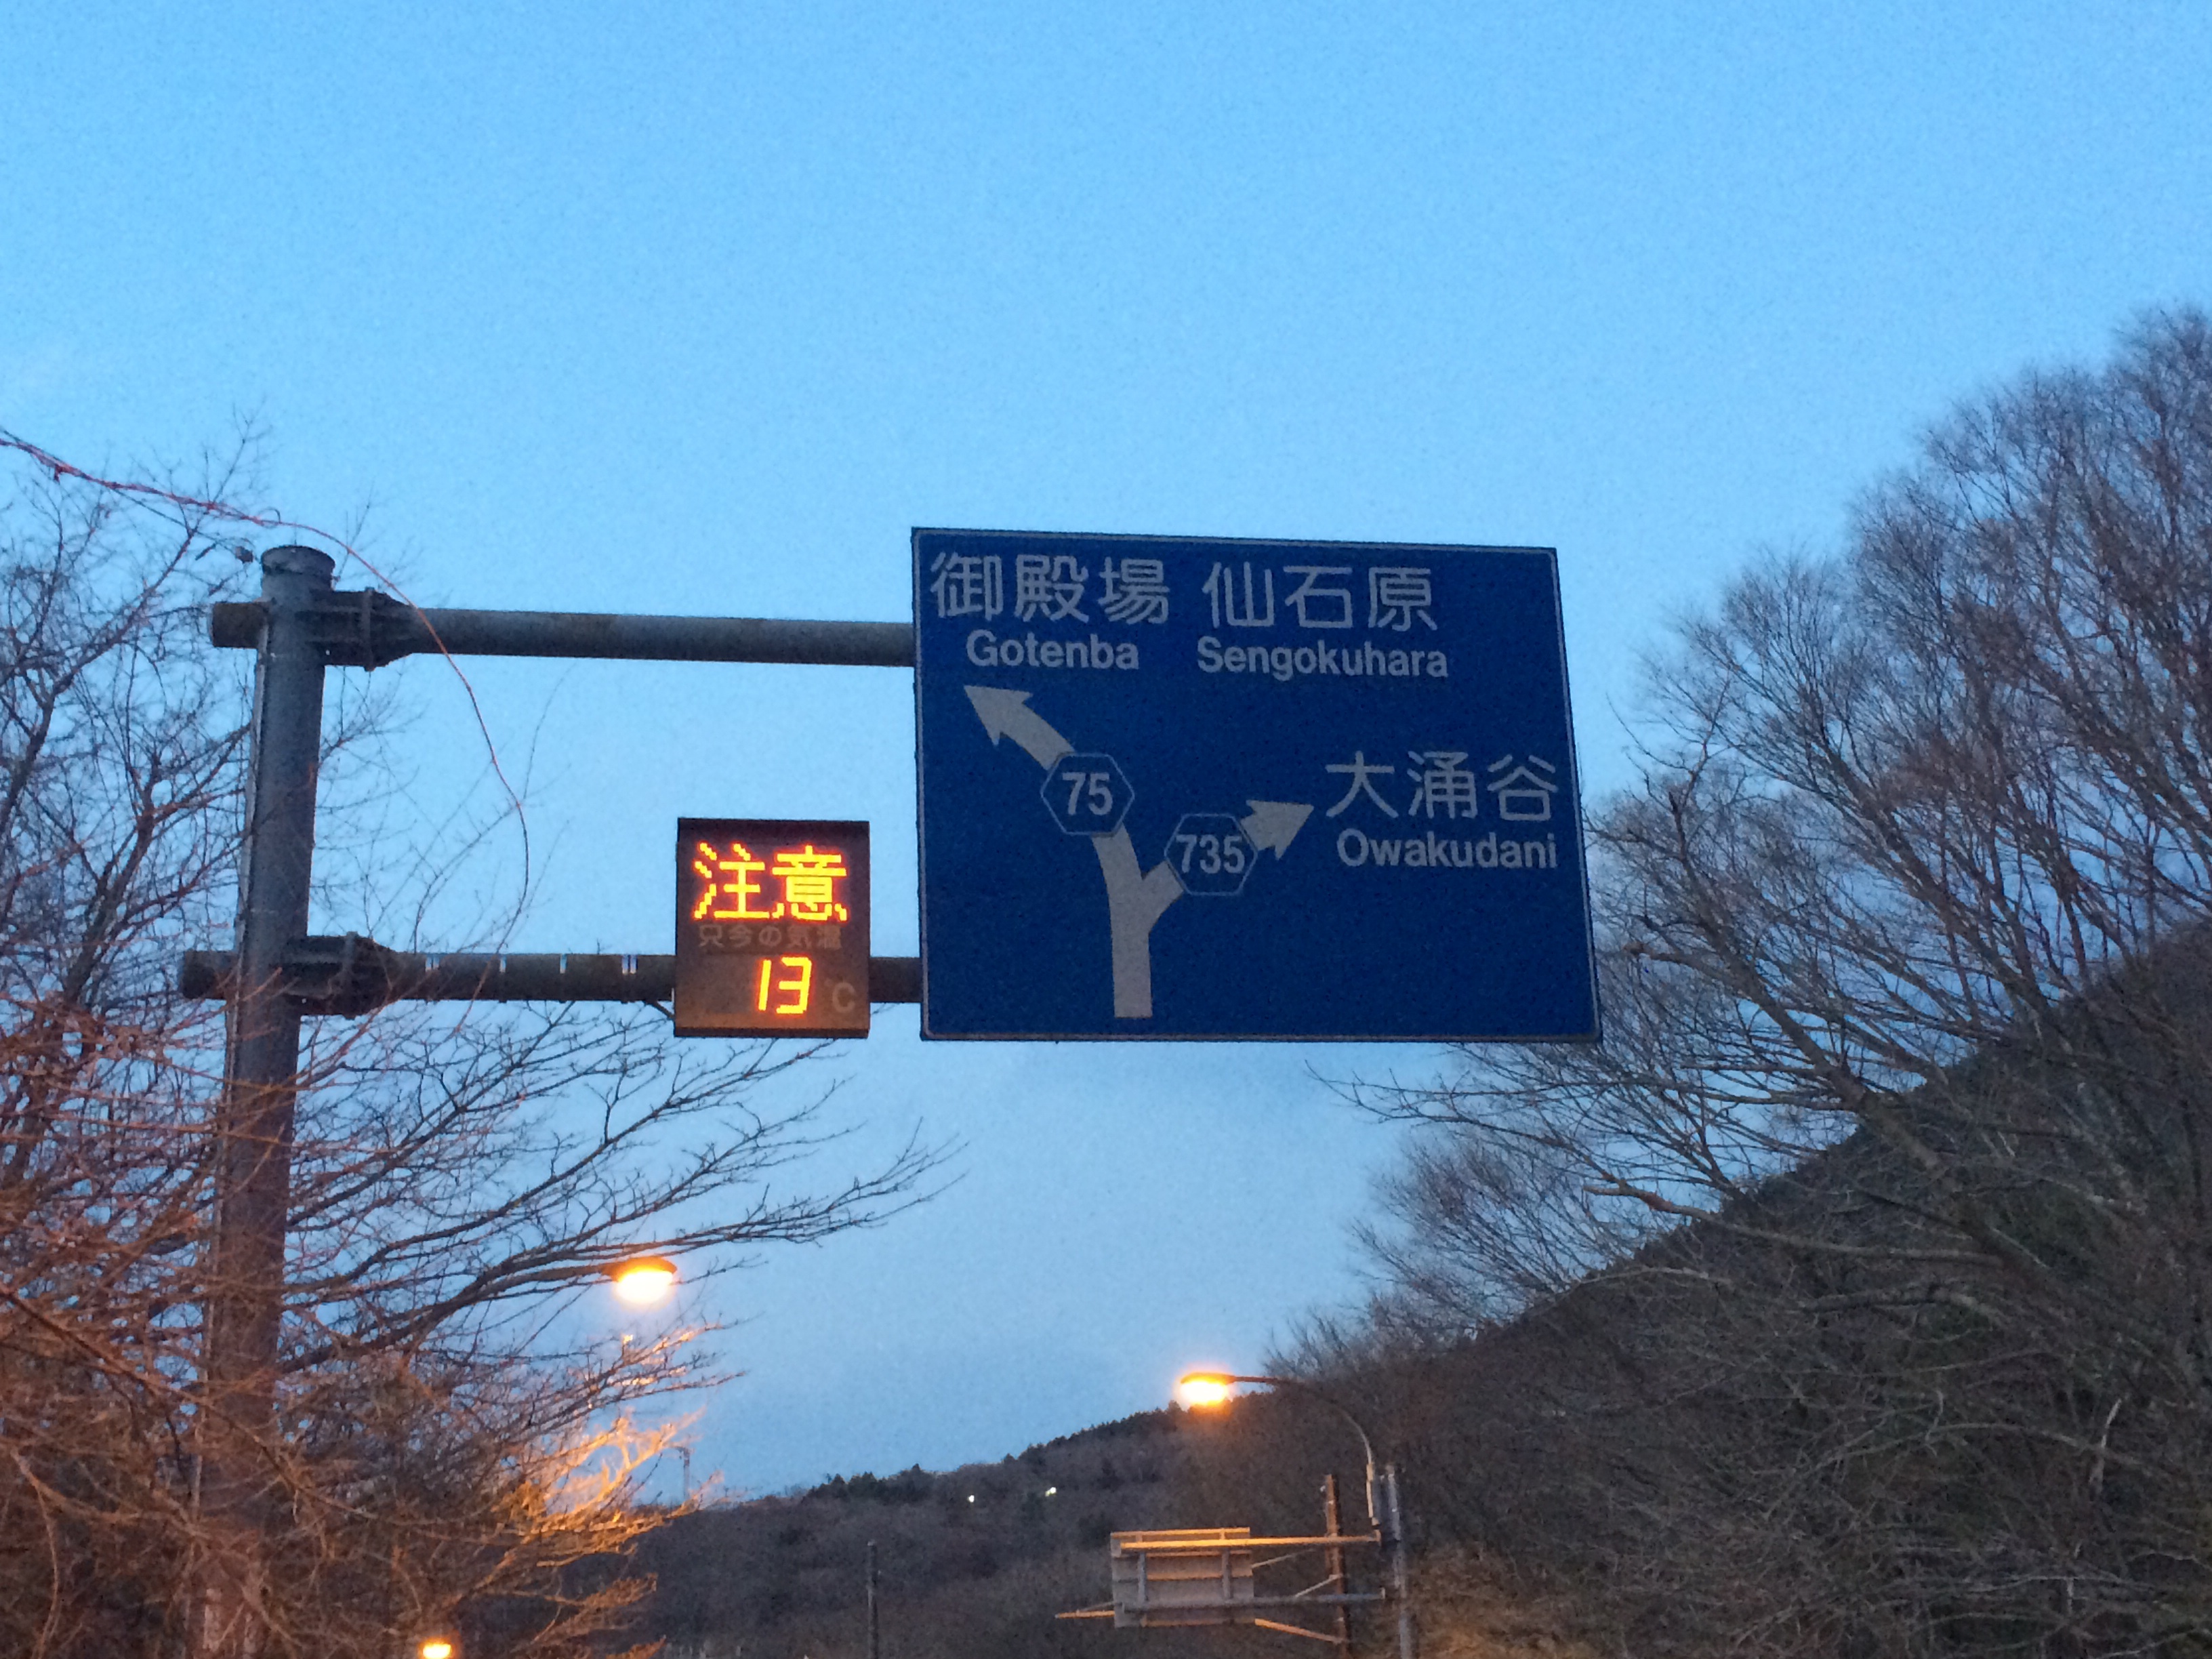 御殿場 仙石原
Gotenba Sengokuhara
75
大涌谷
735
Owakudani
注意
只今の気温
13 °C